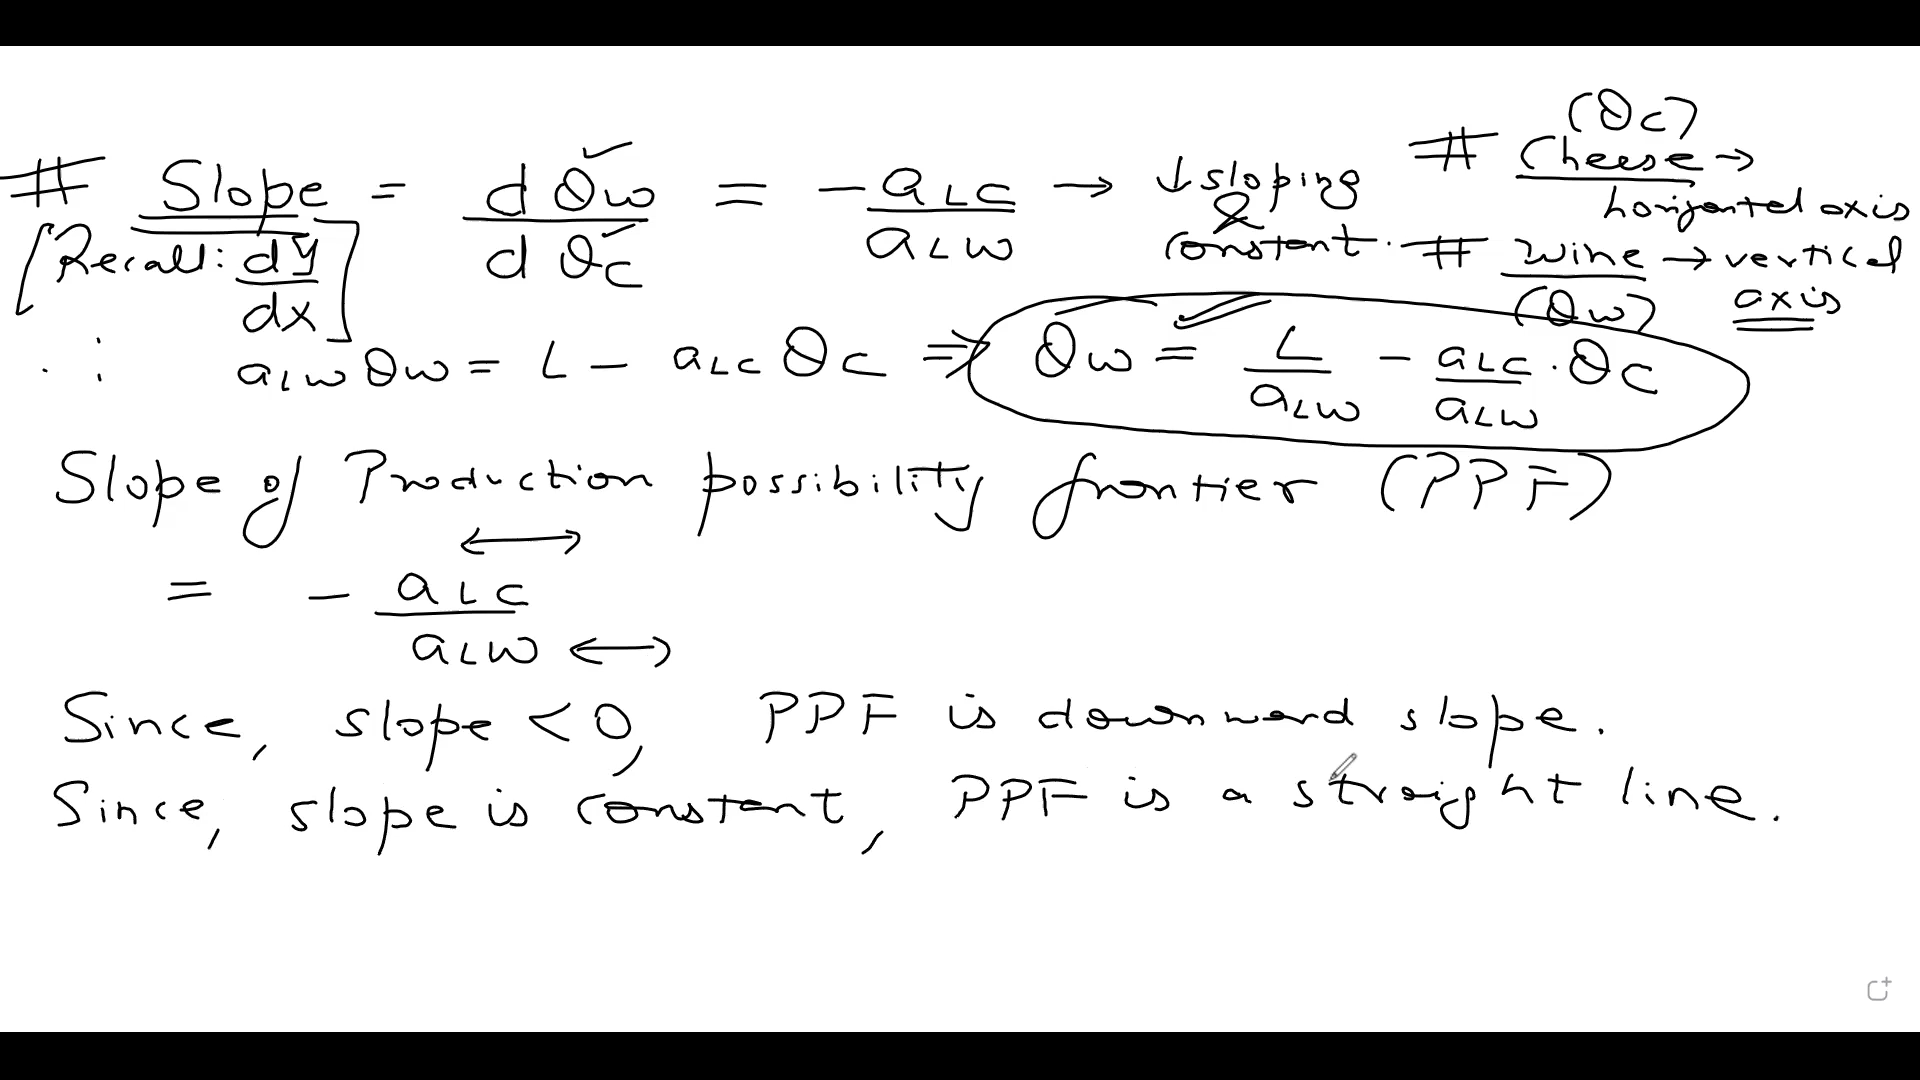 # Slope = dQw/dQc = - aLC/aLW → ↓ sloping & constant.
[Recall: dy/dx]
(Qc)
# Cheese →
horizontal axis
# Wine → vertical
(Qw) axis
∴ aLW Qw = L - aLC Qc ⇒ Qw = L/aLW - aLC/aLW . Qc
Slope of Production possibility frontier (PPF)
= - aLC/aLW
Since, slope < 0, PPF is downward slope.
Since, slope is constant, PPF is a straight line.